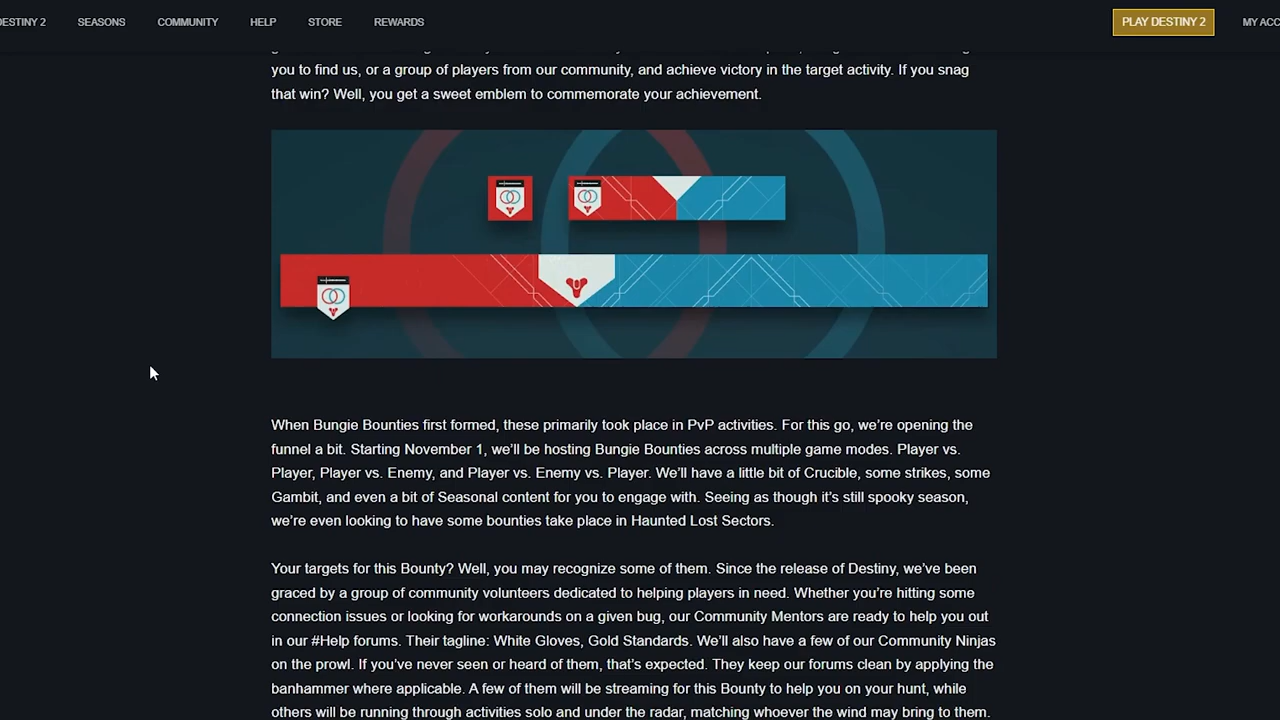 DESTINY 2 SEASONS COMMUNITY HELP STORE REWARDS PLAY DESTINY 2 MY ACC
you to find us, or a group of players from our community, and achieve victory in the target activity. If you snag
that win? Well, you get a sweet emblem to commemorate your achievement.
When Bungie Bounties first formed, these primarily took place in PvP activities. For this go, we're opening the
funnel a bit. Starting November 1, we'll be hosting Bungie Bounties across multiple game modes. Player vs.
Player, Player vs. Enemy, and Player vs. Enemy vs. Player. We'll have a little bit of Crucible, some strikes, some
Gambit, and even a bit of Seasonal content for you to engage with. Seeing as though it's still spooky season,
we're even looking to have some bounties take place in Haunted Lost Sectors.
Your targets for this Bounty? Well, you may recognize some of them. Since the release of Destiny, we've been
graced by a group of community volunteers dedicated to helping players in need. Whether you're hitting some
connection issues or looking for workarounds on a given bug, our Community Mentors are ready to help you out
in our #Help forums. Their tagline: White Gloves, Gold Standards. We'll also have a few of our Community Ninjas
on the prowl. If you've never seen or heard of them, that's expected. They keep our forums clean by applying the
banhammer where applicable. A few of them will be streaming for this Bounty to help you on your hunt, while
others will be running through activities solo and under the radar, matching whoever the wind may bring to them.